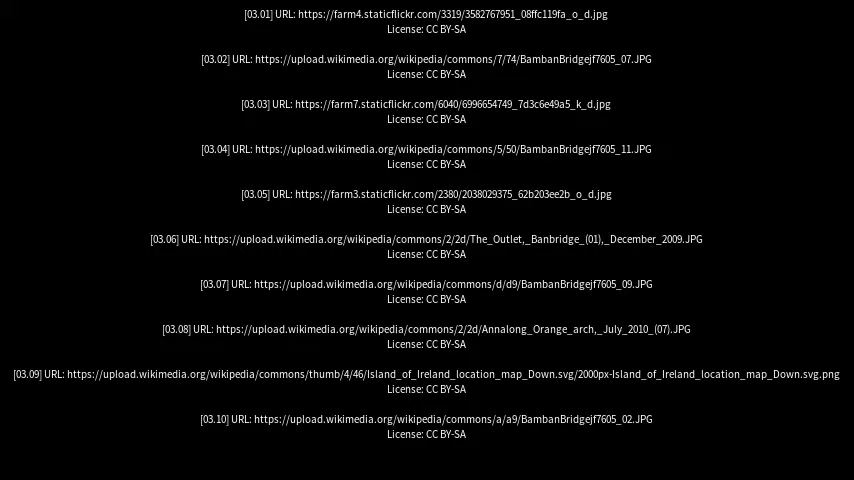 [03.01] URL: https://farm4.staticflickr.com/3319/3582767951_08ffc119fa_o_d.jpg
License: CC BY-SA
[03.02] URL: https://upload.wikimedia.org/wikipedia/commons/7/74/BambanBridgejf7605_07.JPG
License: CC BY-SA
[03.03] URL: https://farm7.staticflickr.com/6040/6996654749_7d3c6e49a5_k_d.jpg
License: CC BY-SA
[03.04] URL: https://upload.wikimedia.org/wikipedia/commons/5/50/BambanBridgejf7605_11.JPG
License: CC BY-SA
[03.05] URL: https://farm3.staticflickr.com/2380/2038029375_62b203ee2b_o_d.jpg
License: CC BY-SA
[03.06] URL: https://upload.wikimedia.org/wikipedia/commons/2/2d/The_Outlet,_Banbridge_(01),_December_2009.JPG
License: CC BY-SA
[03.07] URL: https://upload.wikimedia.org/wikipedia/commons/d/d9/BambanBridgejf7605_09.JPG
License: CC BY-SA
[03.08] URL: https://upload.wikimedia.org/wikipedia/commons/2/2d/Annalong_Orange_arch,_July_2010_(07).JPG
License: CC BY-SA
[03.09] URL: https://upload.wikimedia.org/wikipedia/commons/thumb/4/46/Island_of_Ireland_location_map_Down.svg/2000px-Island_of_Ireland_location_map_Down.svg.png
License: CC BY-SA
[03.10] URL: https://upload.wikimedia.org/wikipedia/commons/a/a9/BambanBridgejf7605_02.JPG
License: CC BY-SA